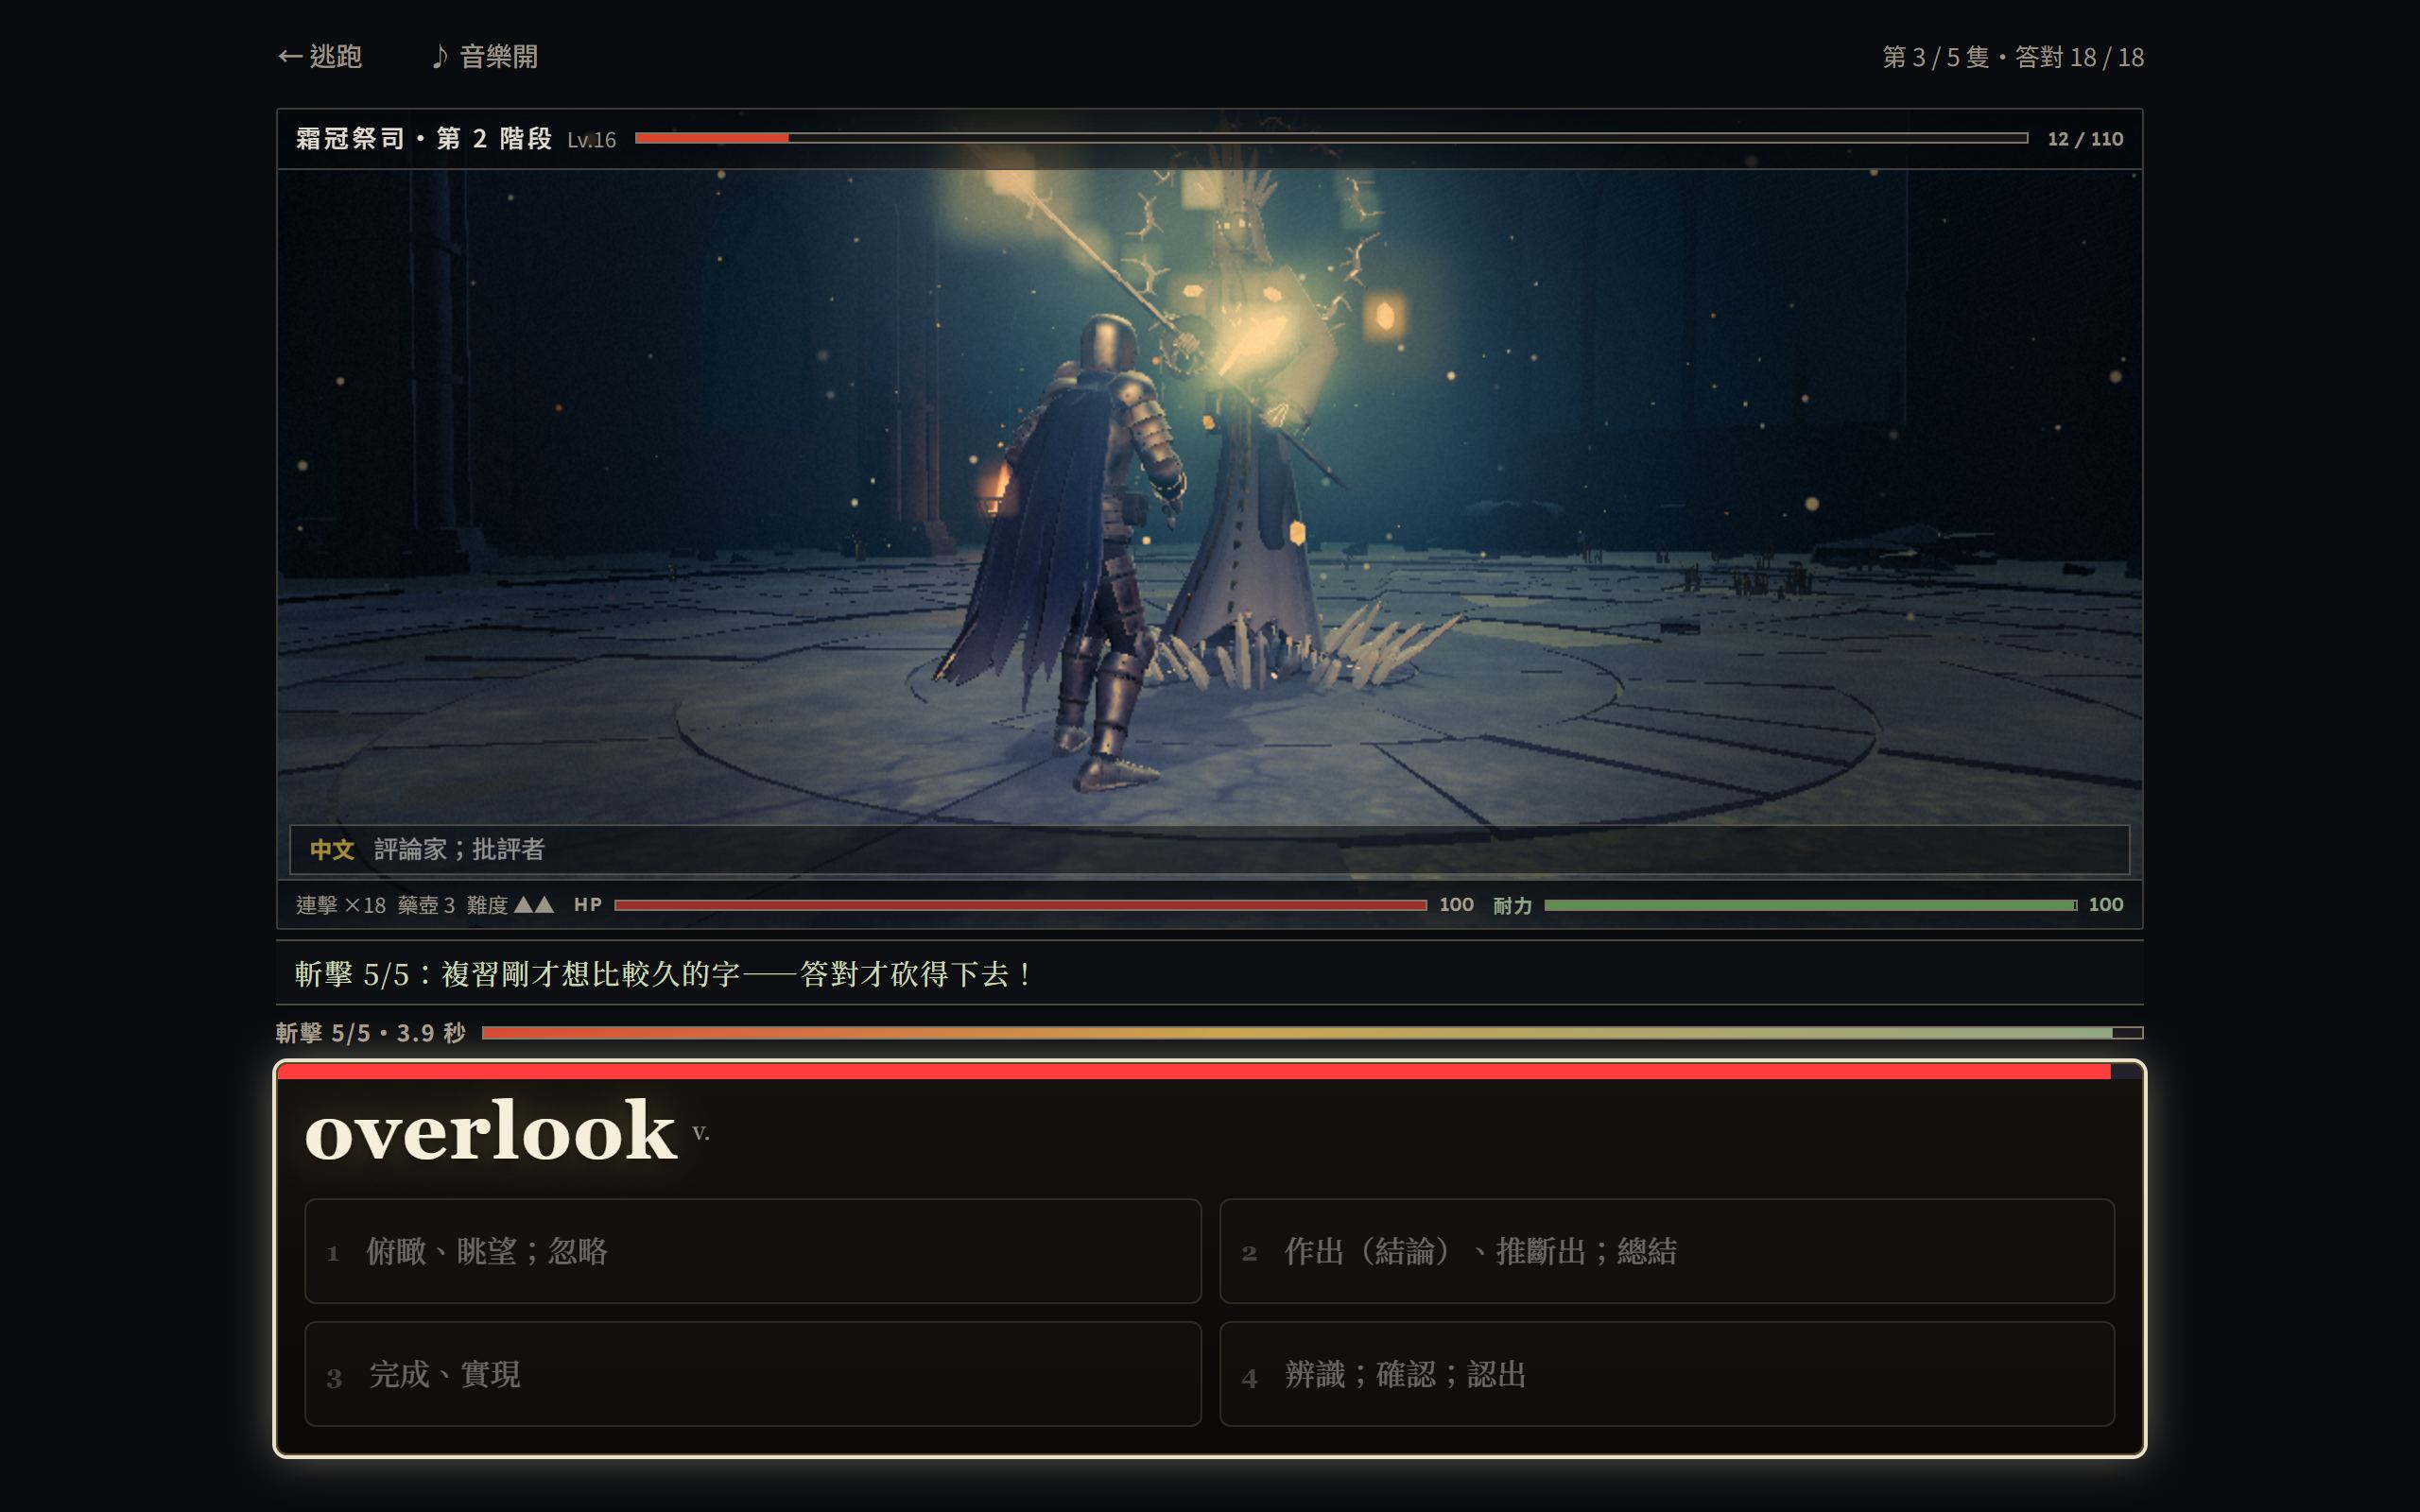 ← 逃跑 ♪ 音樂開 第 3 / 5 隻・答對 18 / 18
霜冠祭司・第 2 階段 Lv.16 12 / 110
中文 評論家；批評者
連擊 ×18 藥壺 3 難度 ▲▲ HP 100 耐力 100
斬擊 5/5：複習剛才想比較久的字——答對才砍得下去！
斬擊 5/5・3.9 秒
overlook v.
1 俯瞰、眺望；忽略 2 作出（結論）、推斷出；總結
3 完成、實現 4 辨識；確認；認出